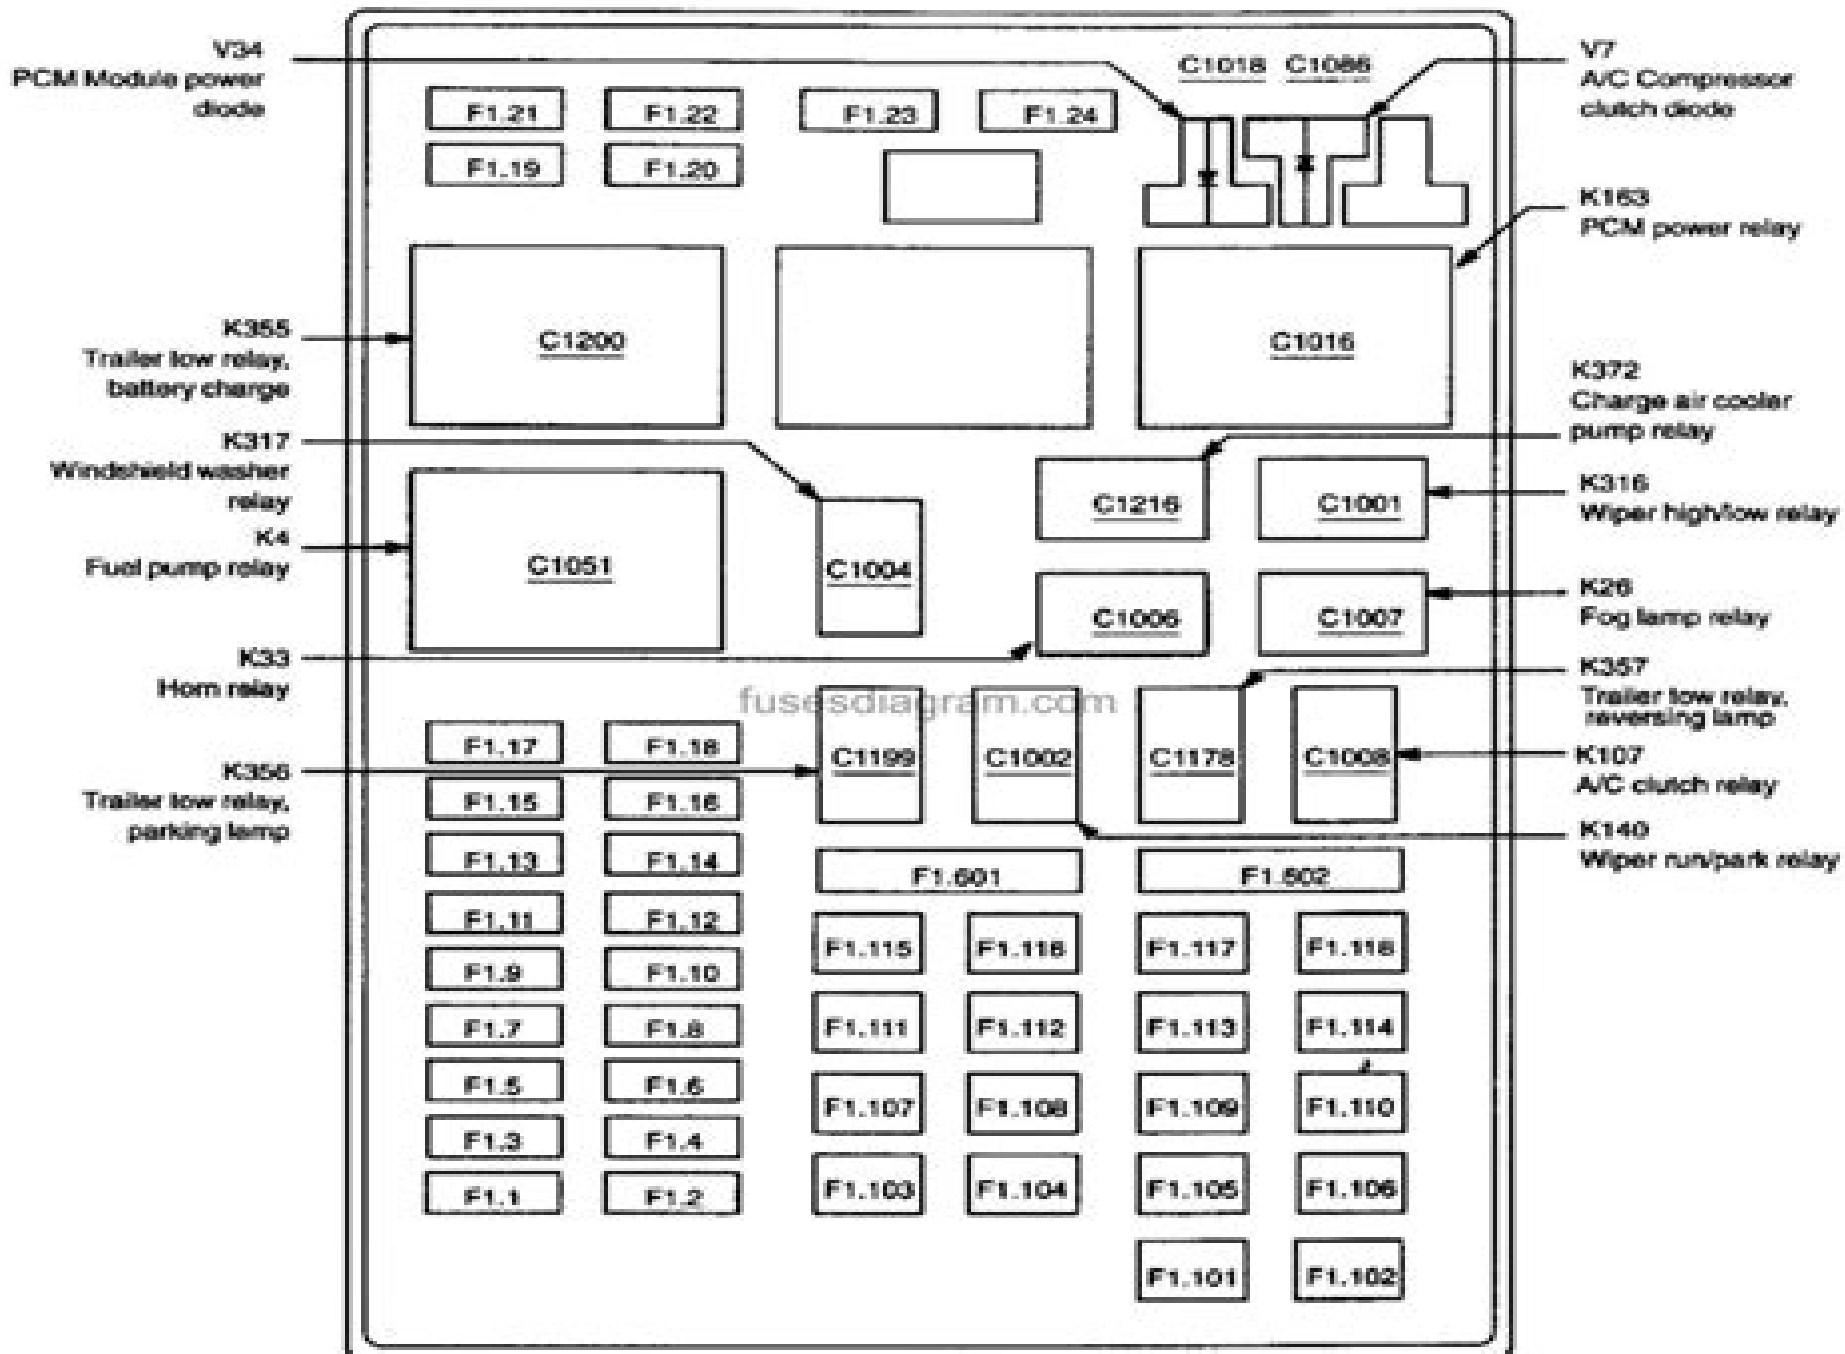 V34
PCM Module power
diode
C1018 C1086
V7
A/C Compressor
clutch diode
F1.21 F1.22 F1.23 F1.24
F1.19 F1.20
K163
PCM power relay
K355
Trailer tow relay,
battery charge
C1200
C1016
K372
Charge air cooler
pump relay
K317
Windshield washer
relay
K4
Fuel pump relay
C1051
C1004
C1216
C1001
K316
Wiper high/low relay
C1006
C1007
K26
Fog lamp relay
K33
Horn relay
fusesdiagram.com
K357
Trailer tow relay,
reversing lamp
F1.17 F1.18
C1199 C1002 C1178 C1008
K107
A/C clutch relay
K356
Trailer tow relay,
parking lamp
F1.15 F1.16
K140
Wiper run/park relay
F1.13 F1.14
F1.601 F1.602
F1.11 F1.12
F1.115 F1.116 F1.117 F1.118
F1.9 F1.10
F1.7 F1.8
F1.111 F1.112 F1.113 F1.114
F1.5 F1.6
F1.107 F1.108 F1.109 F1.110
F1.3 F1.4
F1.1 F1.2
F1.103 F1.104 F1.105 F1.106
F1.101 F1.102